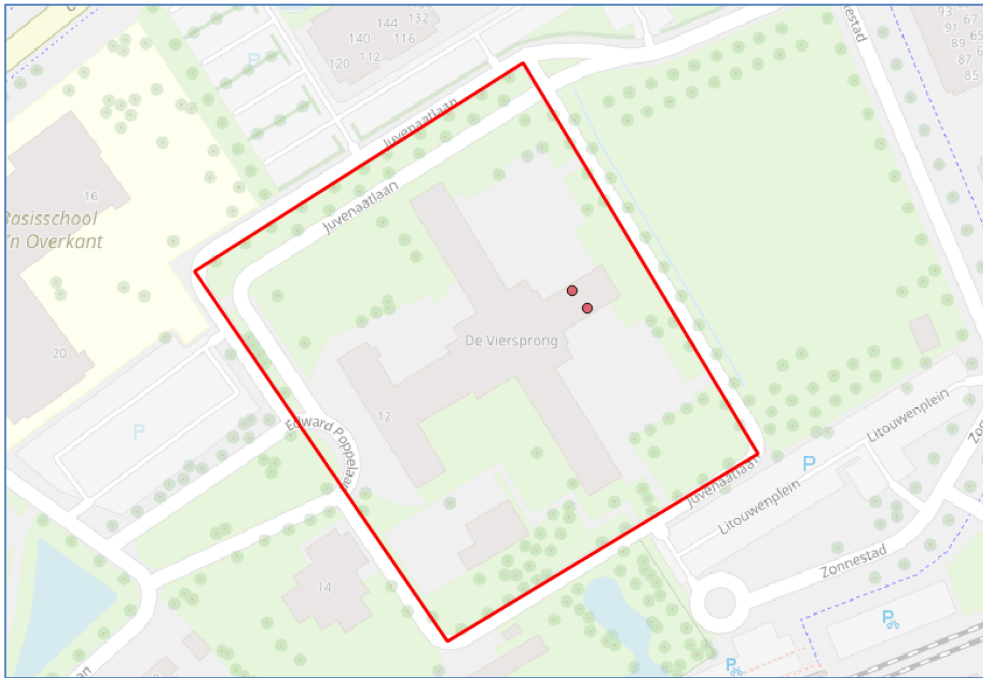 132
144
140 116
120 112
P
Juvenaatlaan
Juvenaatlaan
16
Basisschool
'n Overkant
20
P
De Viersprong
12
Edward Poppelaan
14
Juvenaatlaan
P
Litouwenplein
Litouwenplein
Zonnestad
P
P
93 67
91 65
89
87
85